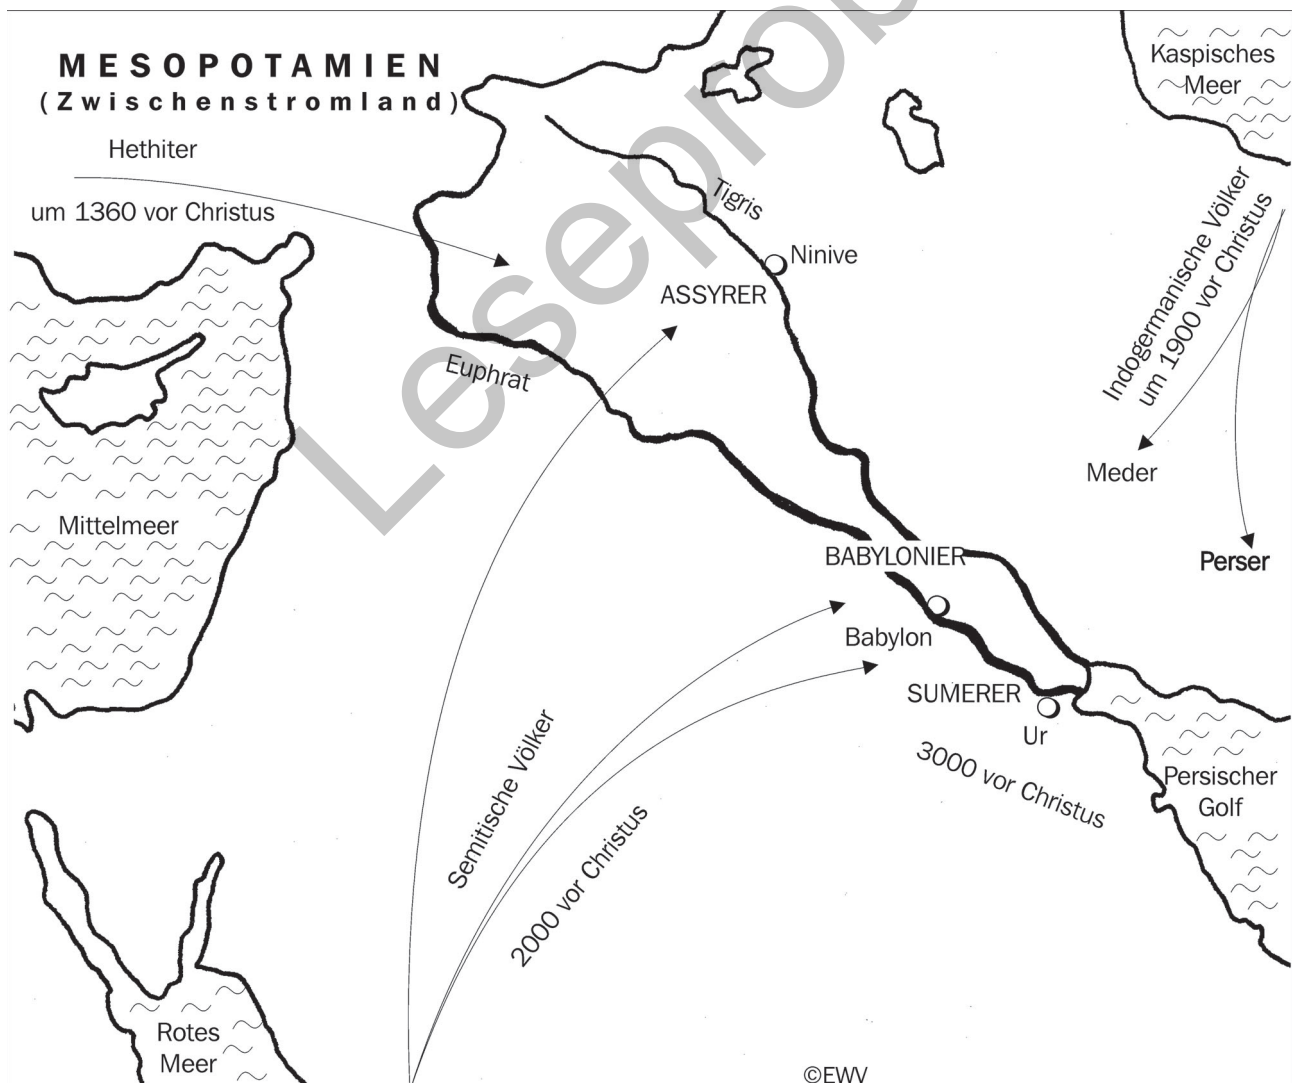 MESOPOTAMIEN
(Zwischenstromland)
Hethiter
um 1360 vor Christus
Kaspisches
Meer
Tigris
Ninive
ASSYRER
Indogermanische Völker
um 1900 vor Christus
Euphrat
Meder
Mittelmeer
BABYLONIER
Perser
Babylon
SUMERER
Ur
3000 vor Christus
Persischer
Golf
Semitische Völker
2000 vor Christus
Rotes
Meer
©EWV
Leseprob